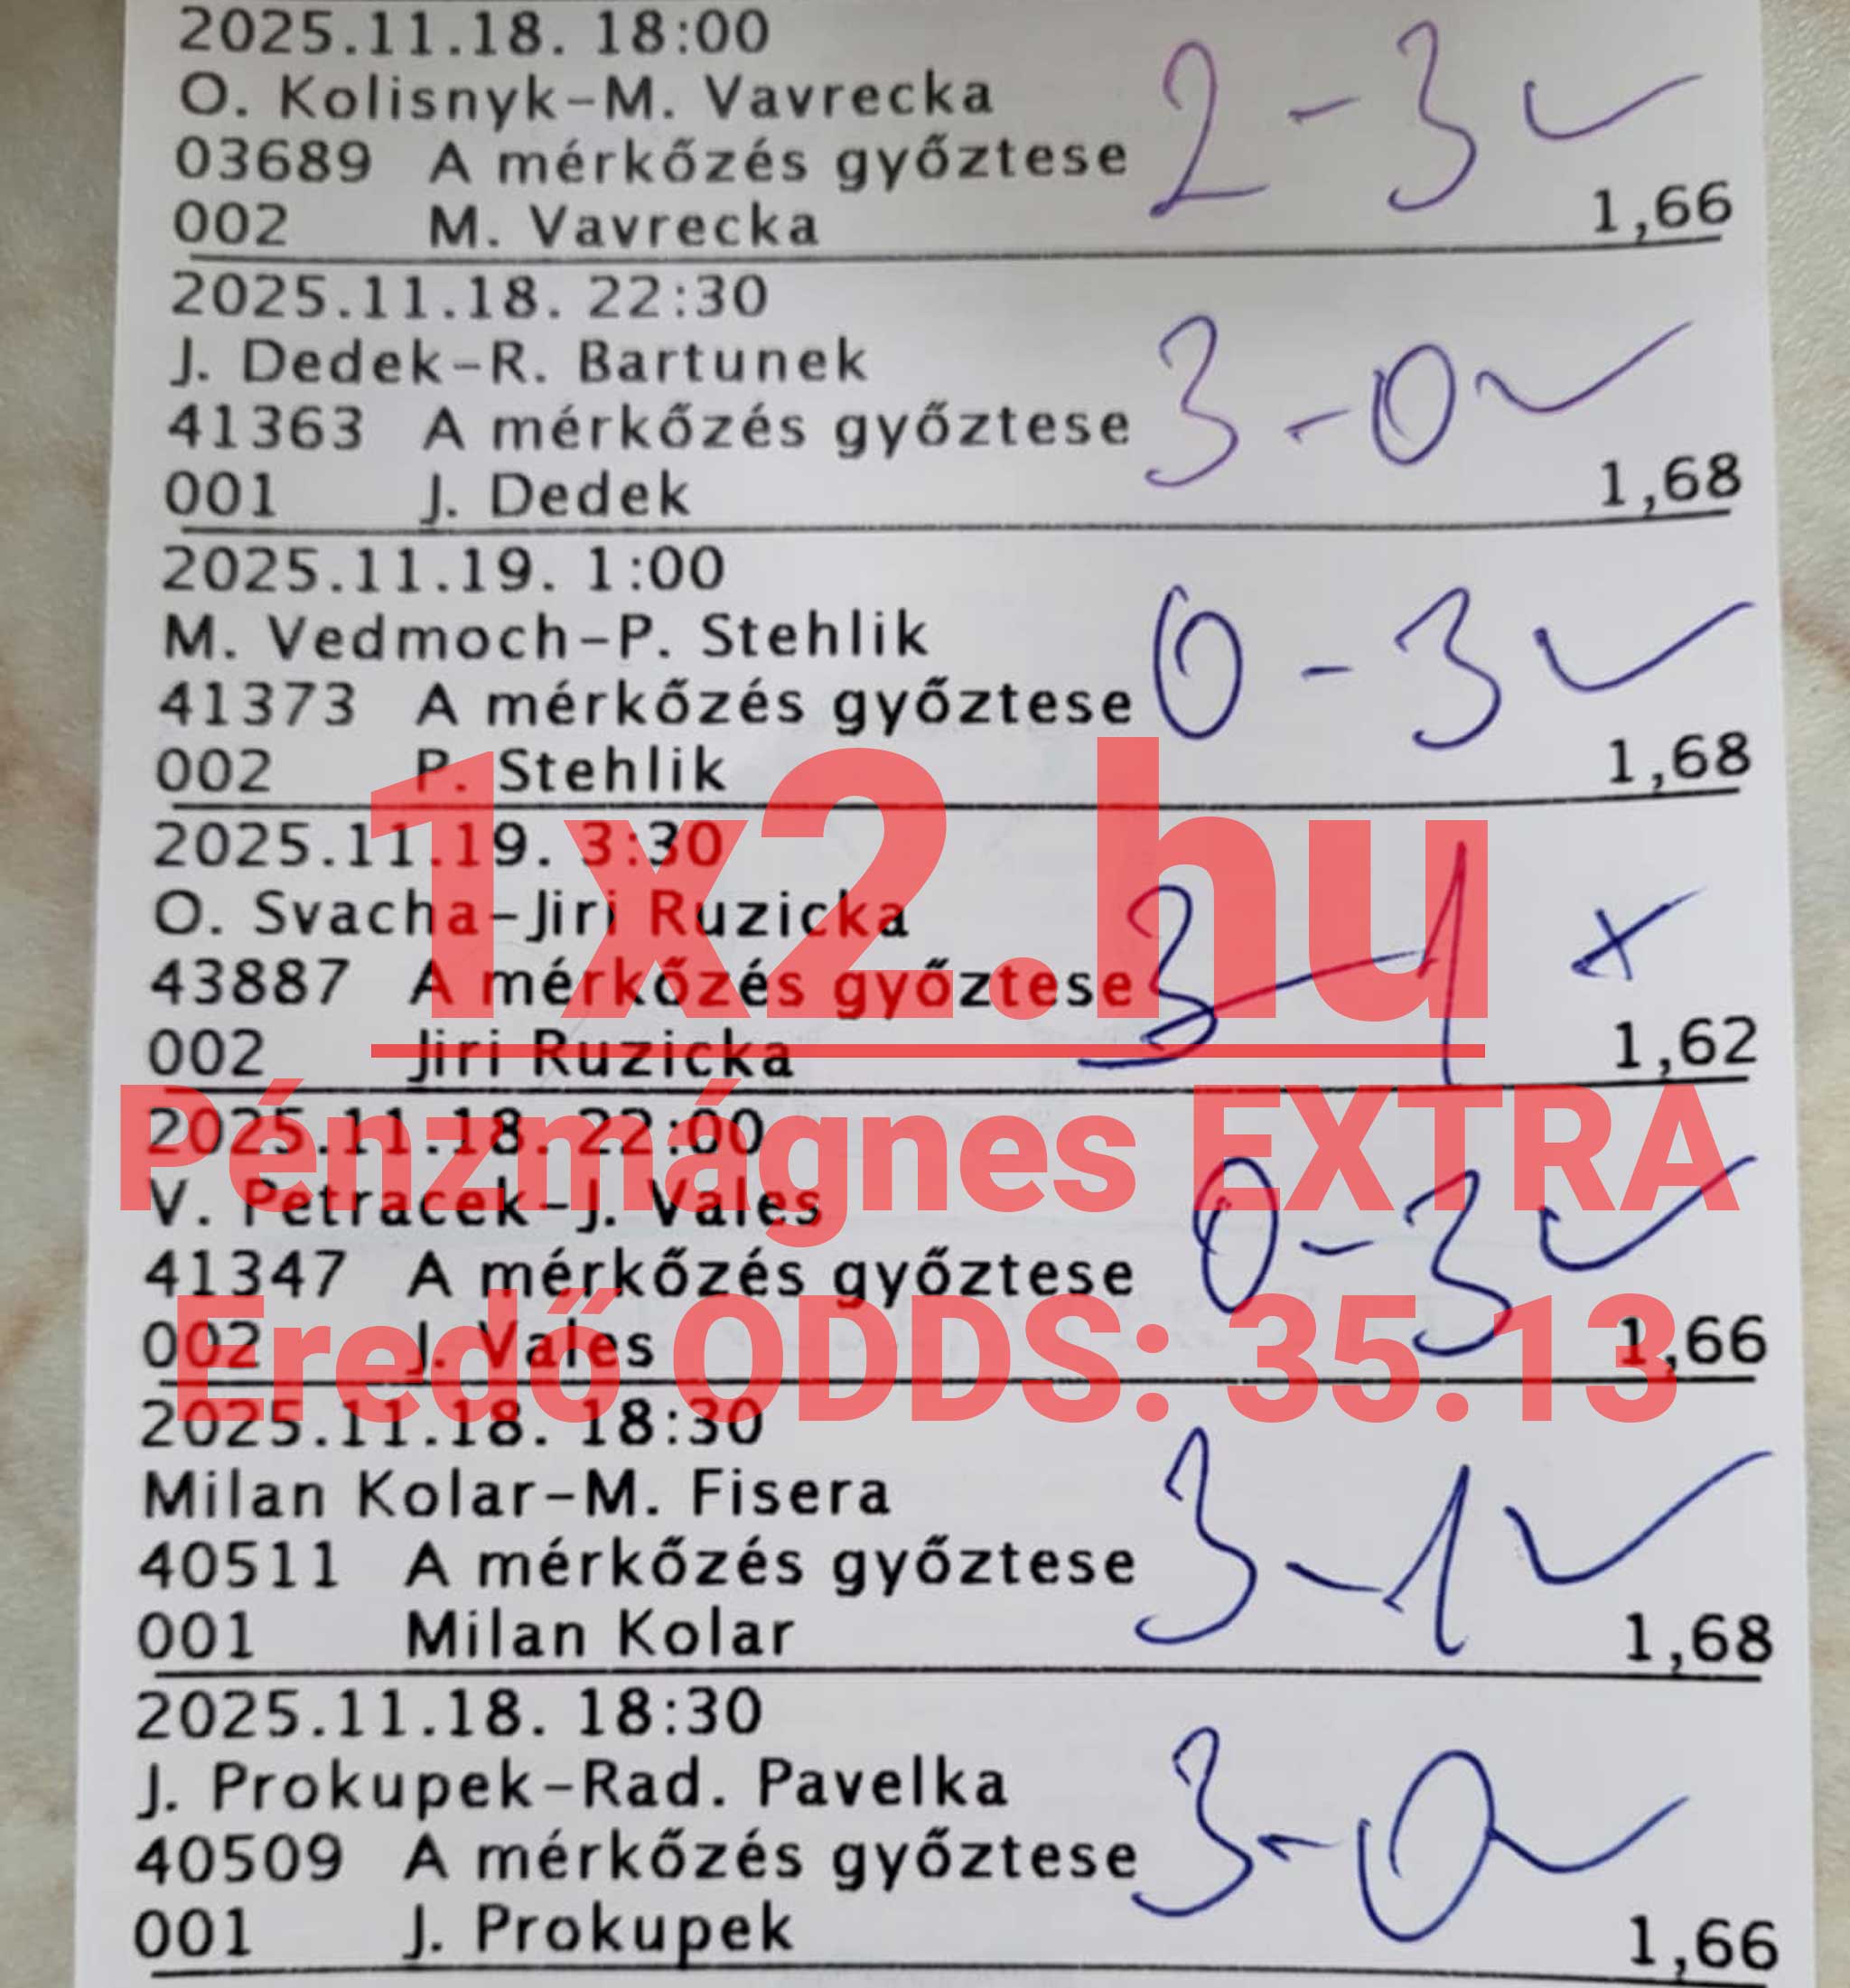 2025.11.18. 18:00
O. Kolisnyk–M. Vavrecka
03689 A mérkőzés győztese 2-3 ✓
002 M. Vavrecka 1,66
2025.11.18. 22:30
J. Dedek–R. Bartunek
41363 A mérkőzés győztese 3-0 ✓
001 J. Dedek 1,68
2025.11.19. 1:00
M. Vedmoch–P. Stehlik
41373 A mérkőzés győztese 0-3 ✓
002 P. Stehlik 1,68
1x2.hu
2025.11.19. 3:30
O. Svacha–Jiri Ruzicka
43887 A mérkőzés győztese 3-1 x
002 Jiri Ruzicka 1,62
Pénzmágnes EXTRA
2025.11.18. 22:00
V. Petracek–J. Vales
41347 A mérkőzés győztese 0-3 ✓
002 J. Vales 1,66
Eredő ODDS: 35.13
2025.11.18. 18:30
Milan Kolar–M. Fisera
40511 A mérkőzés győztese 3-1 ✓
001 Milan Kolar 1,68
2025.11.18. 18:30
J. Prokupek–Rad. Pavelka
40509 A mérkőzés győztese 3-0 ✓
001 J. Prokupek 1,66